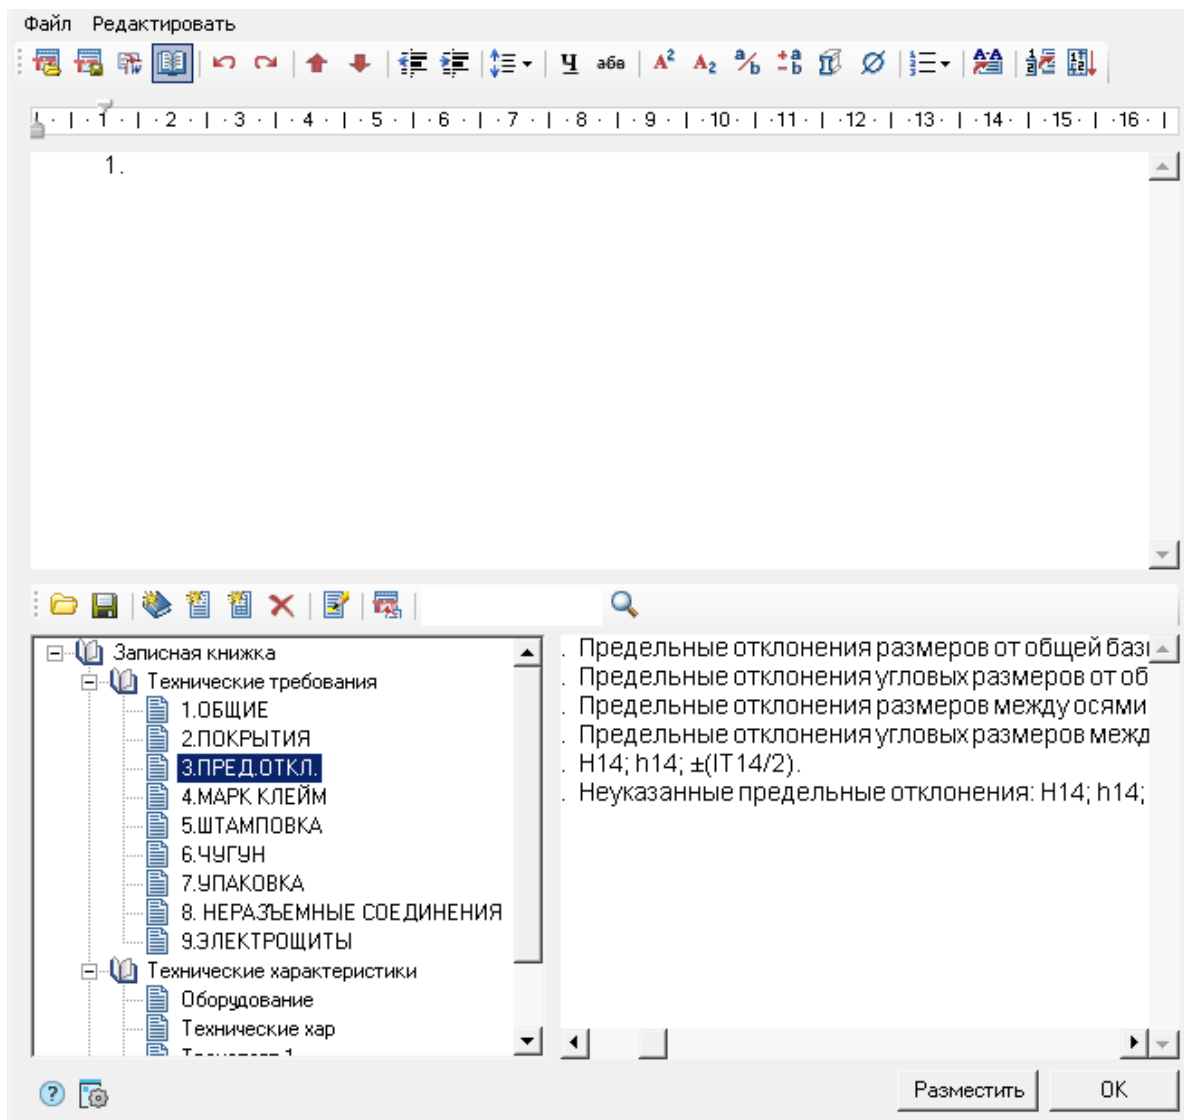 Файл Редактировать
Ч абв A² A₂ a/b ±a b
1 · | · 2 · | · 3 · | · 4 · | · 5 · | · 6 · | · 7 · | · 8 · | · 9 · | · 10 · | · 11 · | · 12 · | · 13 · | · 14 · | · 15 · | · 16 · |
1.
Записная книжка
Технические требования
1.ОБЩИЕ
2.ПОКРЫТИЯ
3.ПРЕД.ОТКЛ.
4.МАРК КЛЕЙМ
5.ШТАМПОВКА
6.ЧУГУН
7.УПАКОВКА
8. НЕРАЗЪЕМНЫЕ СОЕДИНЕНИЯ
9.ЭЛЕКТРОЩИТЫ
Технические характеристики
Оборудование
Технические хар
. Предельные отклонения размеров от общей
. Предельные отклонения угловых размеров от
. Предельные отклонения размеров между осями
. Предельные отклонения угловых размеров
. H14; h14; ±(IT14/2).
. Неуказанные предельные отклонения: H14; h14;
Разместить OK